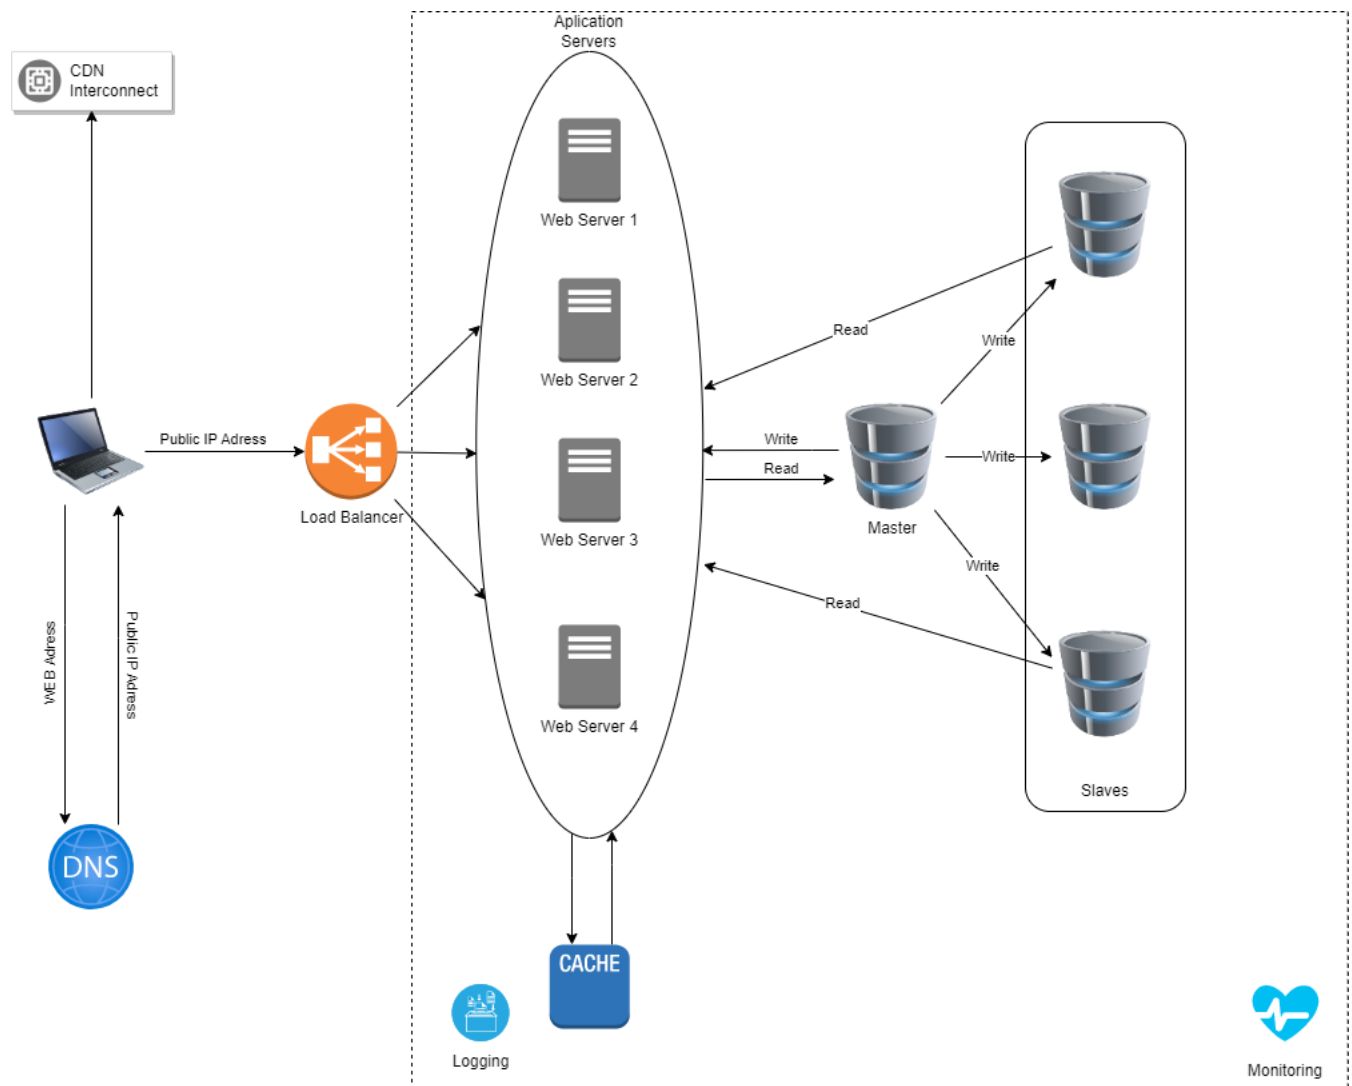 Aplication
Servers
CDN
Interconnect
Web Server 1
Web Server 2
Web Server 3
Web Server 4
Public IP Adress
Load Balancer
WEB Adress
Public IP Adress
DNS
Read
Write
Write
Read
Write
Master
Write
Read
Slaves
CACHE
Logging
Monitoring